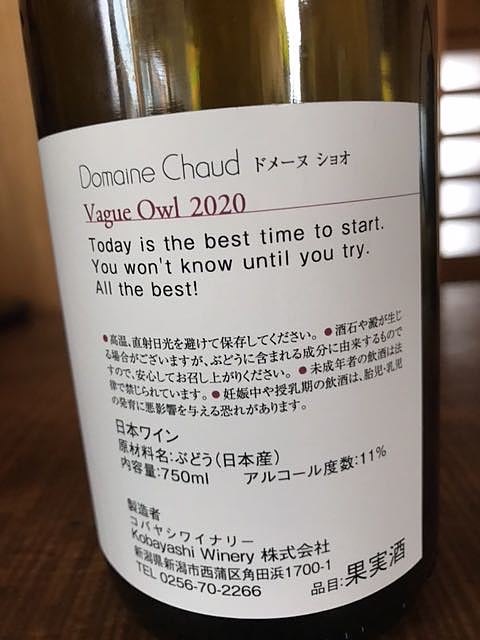 Domaine Chaud ドメーヌ ショオ
Vague Owl 2020
Today is the best time to start.
You won't know until you try.
All the best!
●高温、直射日光を避けて保存してください。 ●酒石や澱が生じ
る場合がございますが、ぶどうに含まれる成分に由来するもので
すので、安心してお召し上がりください。 ●未成年者の飲酒は法
律で禁じられています。 ●妊娠中や授乳期の飲酒は、胎児・乳児
の発育に悪影響を与える恐れがあります。
日本ワイン
原材料名:ぶどう(日本産)
内容量:750ml アルコール度数:11%
製造者
コバヤシワイナリー
Kobayashi Winery 株式会社
新潟県新潟市西蒲区角田浜1700-1
TEL 0256-70-2266 品目:果実酒